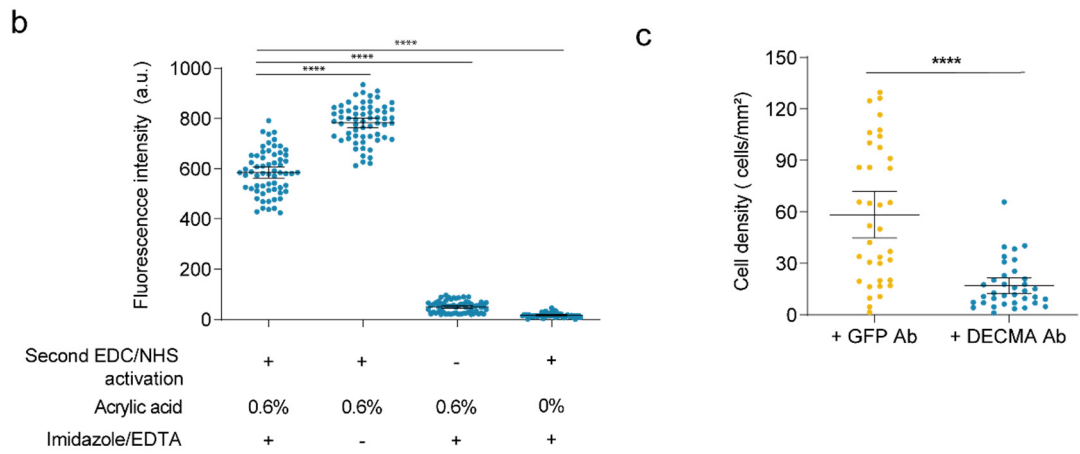 b
****
****
****
Fluorescencce intensity (a.u.)
1000
800
600
400
200
0
Second EDC/NHS activation + + - +
Acrylic acid 0.6% 0.6% 0.6% 0%
Imidazole/EDTA + - + +
c
****
Cell density ( cells/mm²)
150
120
90
60
30
0
+ GFP Ab + DECMA Ab